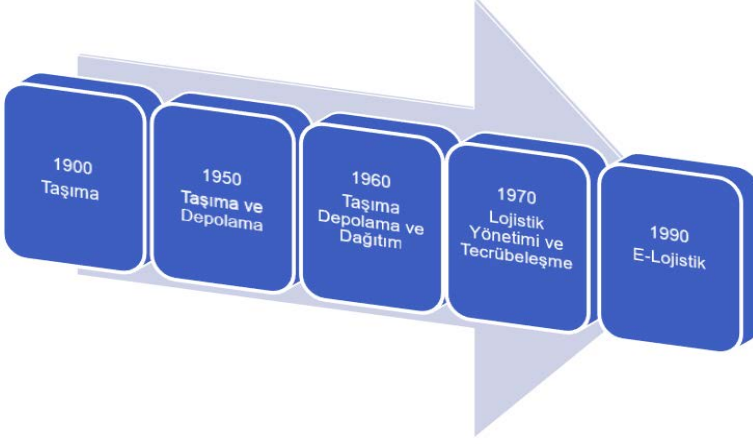 1900
Taşıma
1950
Taşıma ve
Depolama
1960
Taşıma
Depolama ve
Dağıtım
1970
Lojistik
Yönetimi ve
Tecrübeleşme
1990
E-Lojistik